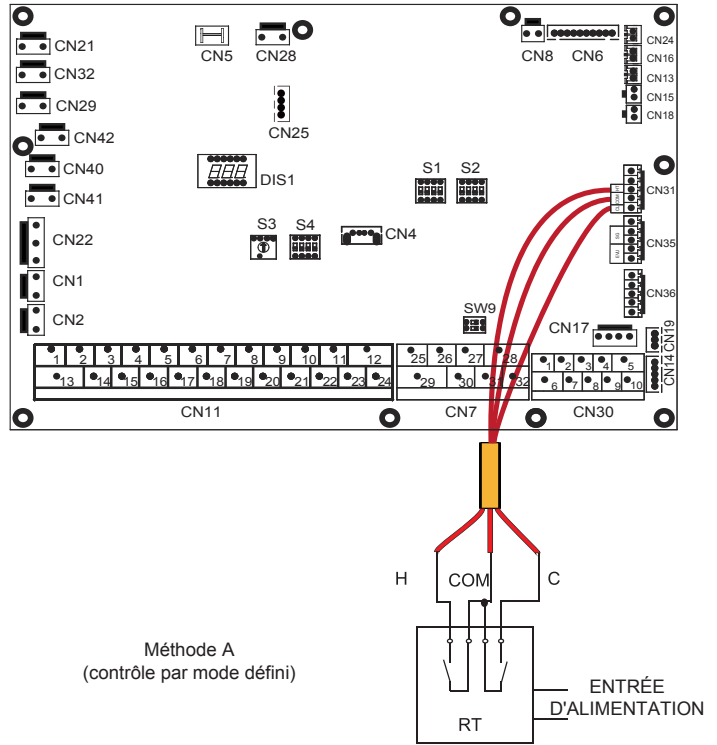 CN21
CN5
CN28
CN8
CN6
CN24
CN32
CN16
CN13
CN29
CN15
CN25
CN18
CN42
CN40
DIS1
S1
S2
CN31
CN41
CN22
S3
S4
CN4
CN35
CN1
CN36
CN2
SW9
CN17
CN19
CN14
1 2 3 4 5 6 7 8 9 10 11 12
13 14 15 16 17 18 19 20 21 22 23 24
25 26 27 28
29 30 31 32
1 2 3 4 5
6 7 8 9 10
CN11
CN7
CN30
H
COM
C
Méthode A
(contrôle par mode défini)
RT
ENTRÉE
D'ALIMENTATION